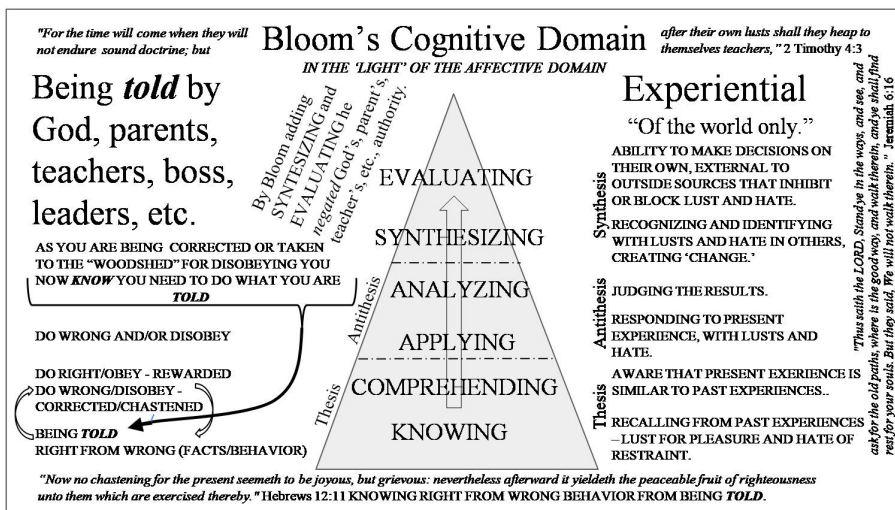 "For the time will come when they will
not endure sound doctrine; but
Bloom's Cognitive Domain
after their own lusts shall they heap to
themselves teachers," 2 Timothy 4:3
IN THE 'LIGHT' OF THE AFFECTIVE DOMAIN
Being told by
God, parents,
teachers, boss,
leaders, etc.
By Bloom adding
SYNTESIZING and
EVALUATING he
negated God's, parent's,
teacher's, etc., authority.
AS YOU ARE BEING CORRECTED OR TAKEN
TO THE "WOODSHED" FOR DISOBEYING YOU
NOW KNOW YOU NEED TO DO WHAT YOU ARE
TOLD
DO WRONG AND/OR DISOBEY
DO RIGHT/OBEY - REWARDED
DO WRONG/DISOBEY -
CORRECTED/CHASTENED
BEING TOLD
RIGHT FROM WRONG (FACTS/BEHAVIOR)
EVALUATING
SYNTHESIZING
ANALYZING
APPLYING
COMPREHENDING
KNOWING
Antithesis
Thesis
Experiential
"Of the world only."
Synthesis
ABILITY TO MAKE DECISIONS ON
THEIR OWN, EXTERNAL TO
OUTSIDE SOURCES THAT INHIBIT
OR BLOCK LUST AND HATE.
RECOGNIZING AND IDENTIFYING
WITH LUSTS AND HATE IN OTHERS,
CREATING 'CHANGE.'
Antithesis
JUDGING THE RESULTS.
RESPONDING TO PRESENT
EXPERIENCE, WITH LUSTS AND
HATE.
Thesis
AWARE THAT PRESENT EXERIENCE IS
SIMILAR TO PAST EXPERIENCES..
RECALLING FROM PAST EXPERIENCES
– LUST FOR PLEASURE AND HATE OF
RESTRAINT.
"Thus saith the LORD, Stand ye in the ways, and see, and
ask for the old paths, where is the good way, and walk therein, and ye shall find
rest for your souls. But they said, We will not walk therein." Jeremiah 6:16
"Now no chastening for the present seemeth to be joyous, but grievous: nevertheless afterward it yieldeth the peaceable fruit of righteousness
unto them which are exercised thereby." Hebrews 12:11 KNOWING RIGHT FROM WRONG BEHAVIOR FROM BEING TOLD.